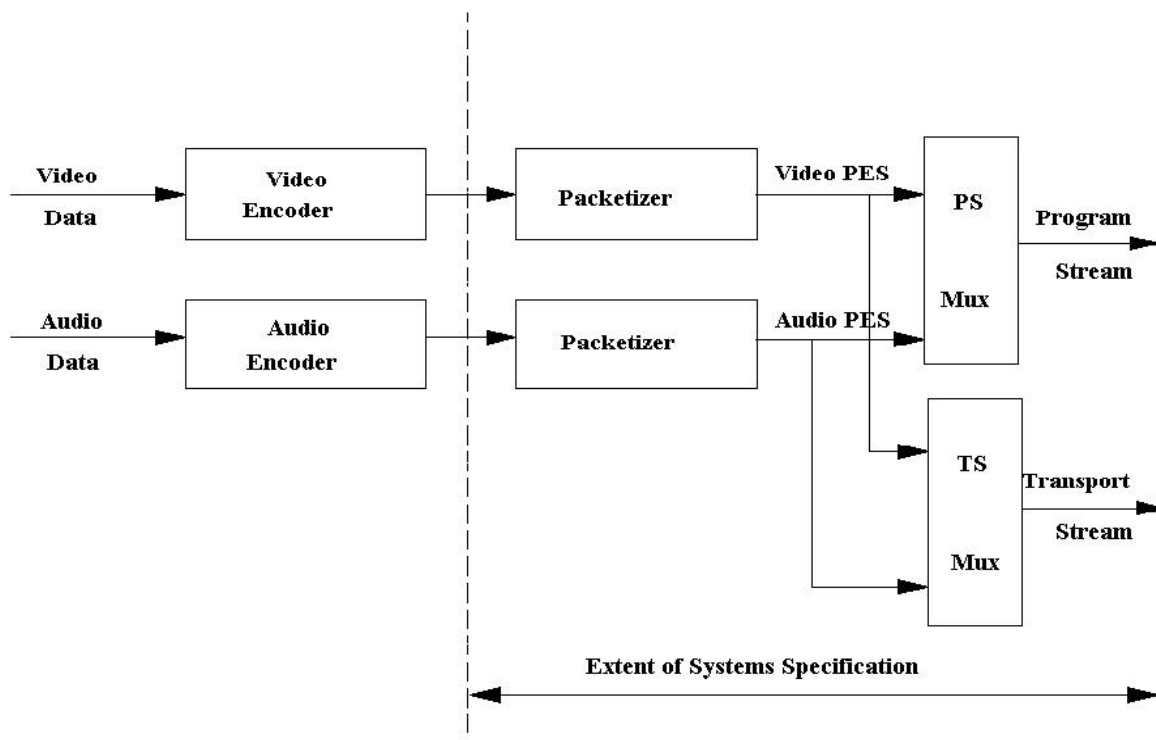 Video
Data
Video
Encoder
Packetizer
Video PES
PS
Mux
Program
Stream
Audio
Data
Audio
Encoder
Packetizer
Audio PES
TS
Mux
Transport
Stream
Extent of Systems Specification